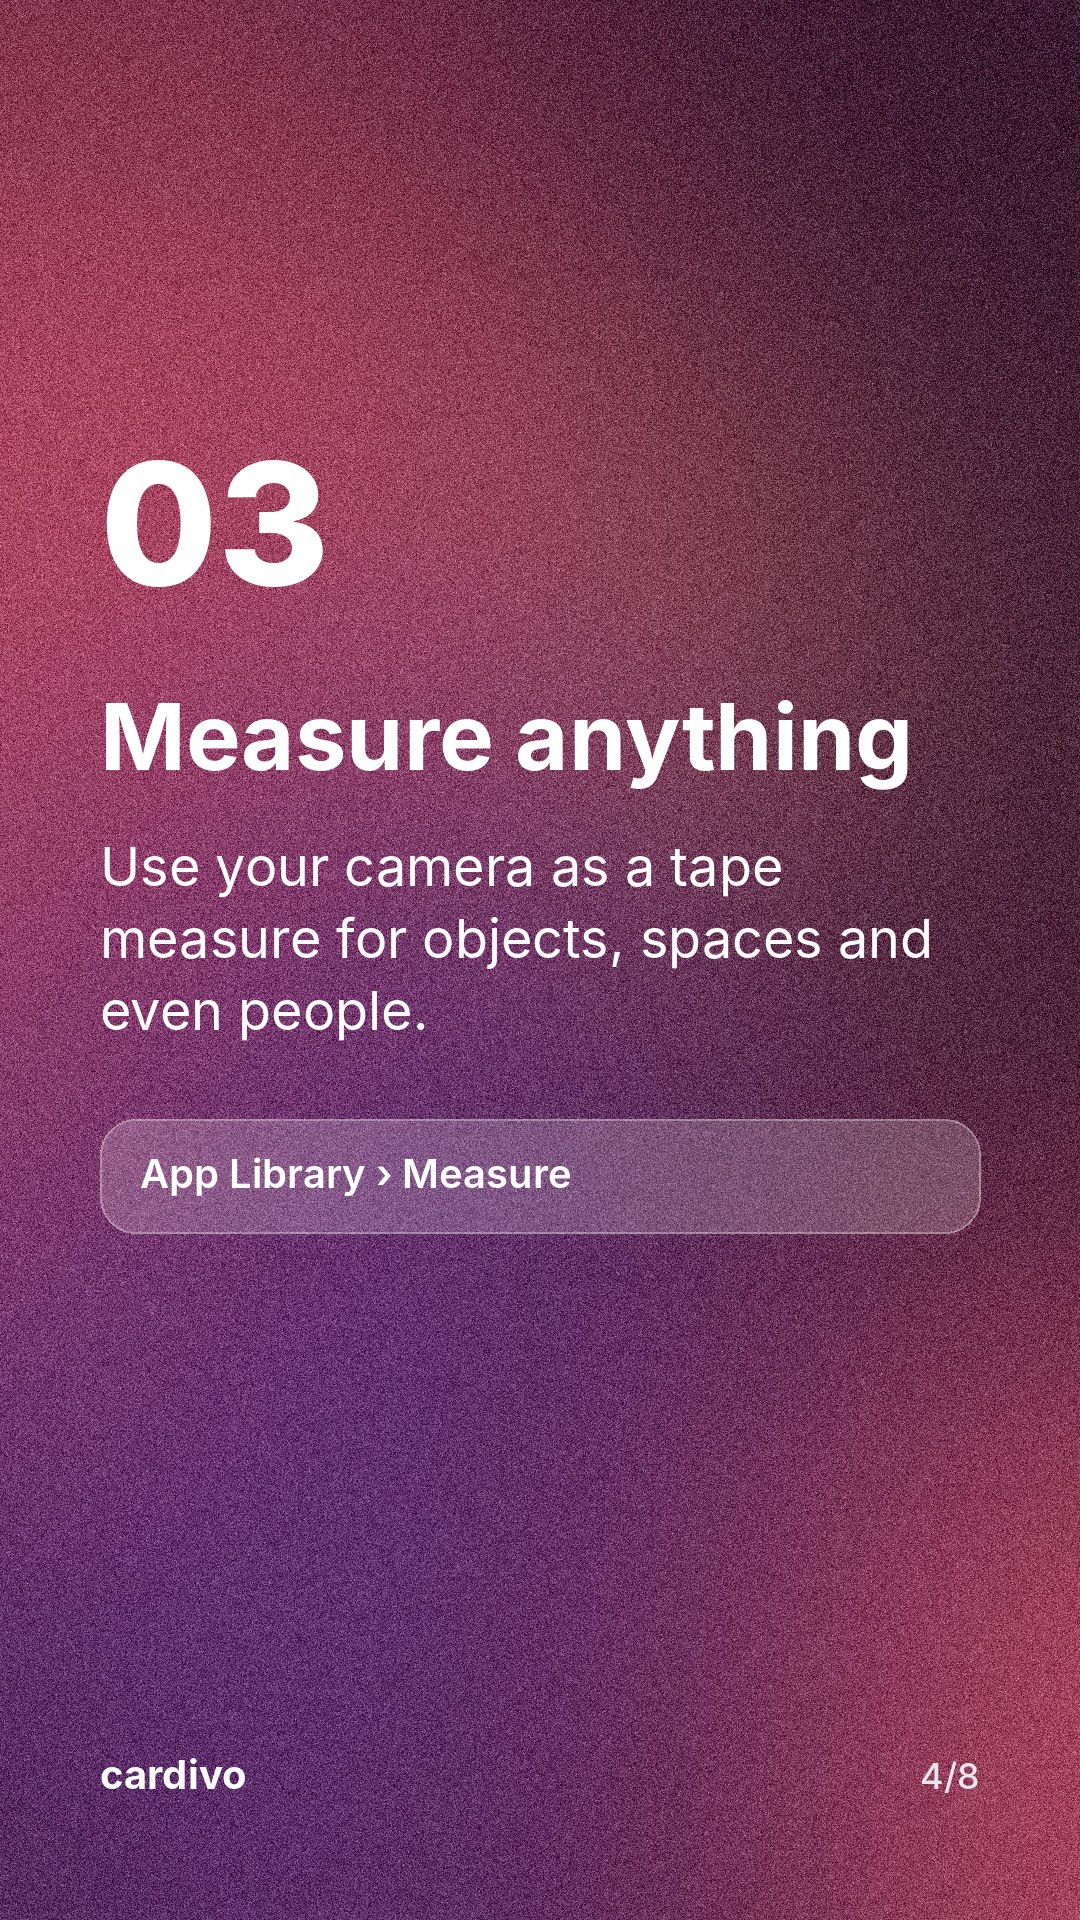 03
Measure anything
Use your camera as a tape
measure for objects, spaces and
even people.
App Library › Measure
cardivo
4/8